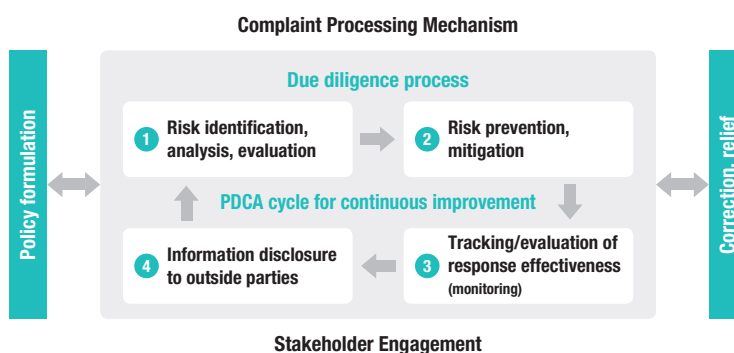 Complaint Processing Mechanism
Policy formulation
Due diligence process
1
Risk identification,
analysis, evaluation
2
Risk prevention,
mitigation
PDCA cycle for continuous improvement
4
Information disclosure
to outside parties
3
Tracking/evaluation of
response effectiveness
(monitoring)
Correction, relief
Stakeholder Engagement